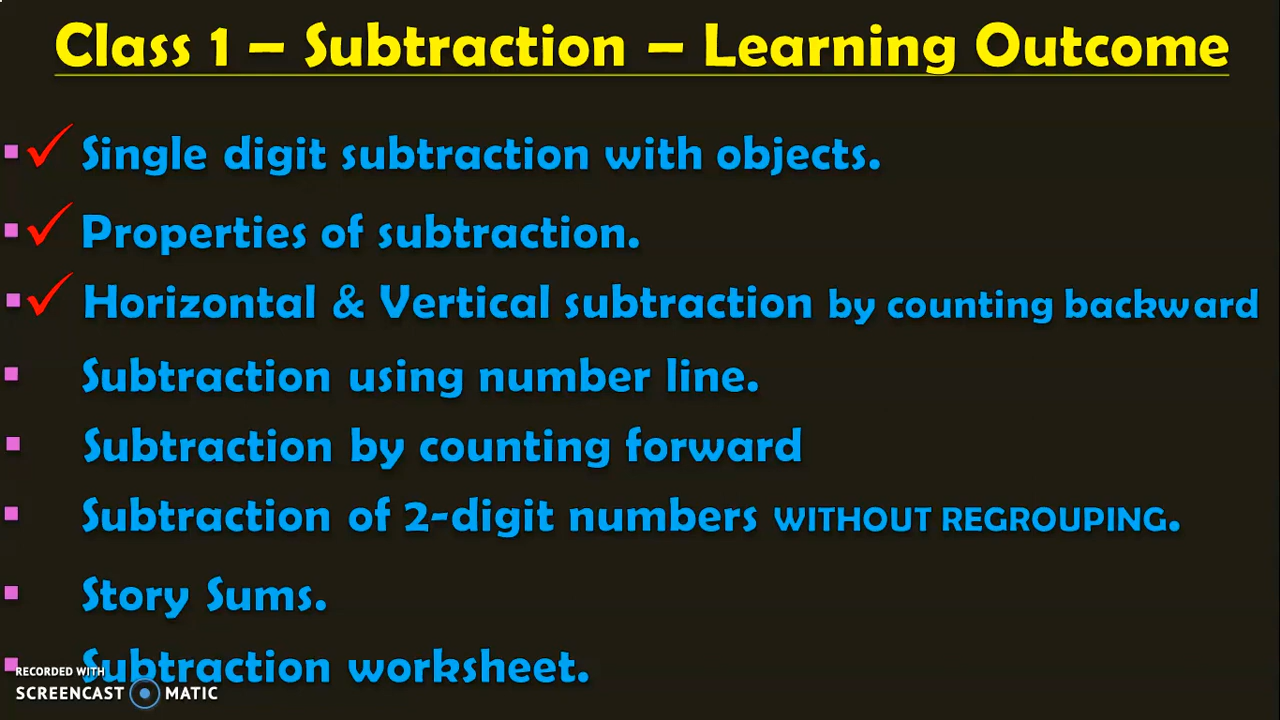 Class 1 – Subtraction – Learning Outcome
Single digit subtraction with objects.
Properties of subtraction.
Horizontal & Vertical subtraction by counting backward
Subtraction using number line.
Subtraction by counting forward
Subtraction of 2-digit numbers WITHOUT REGROUPING.
Story Sums.
Subtraction worksheet.
RECORDED WITH
SCREENCAST MATIC